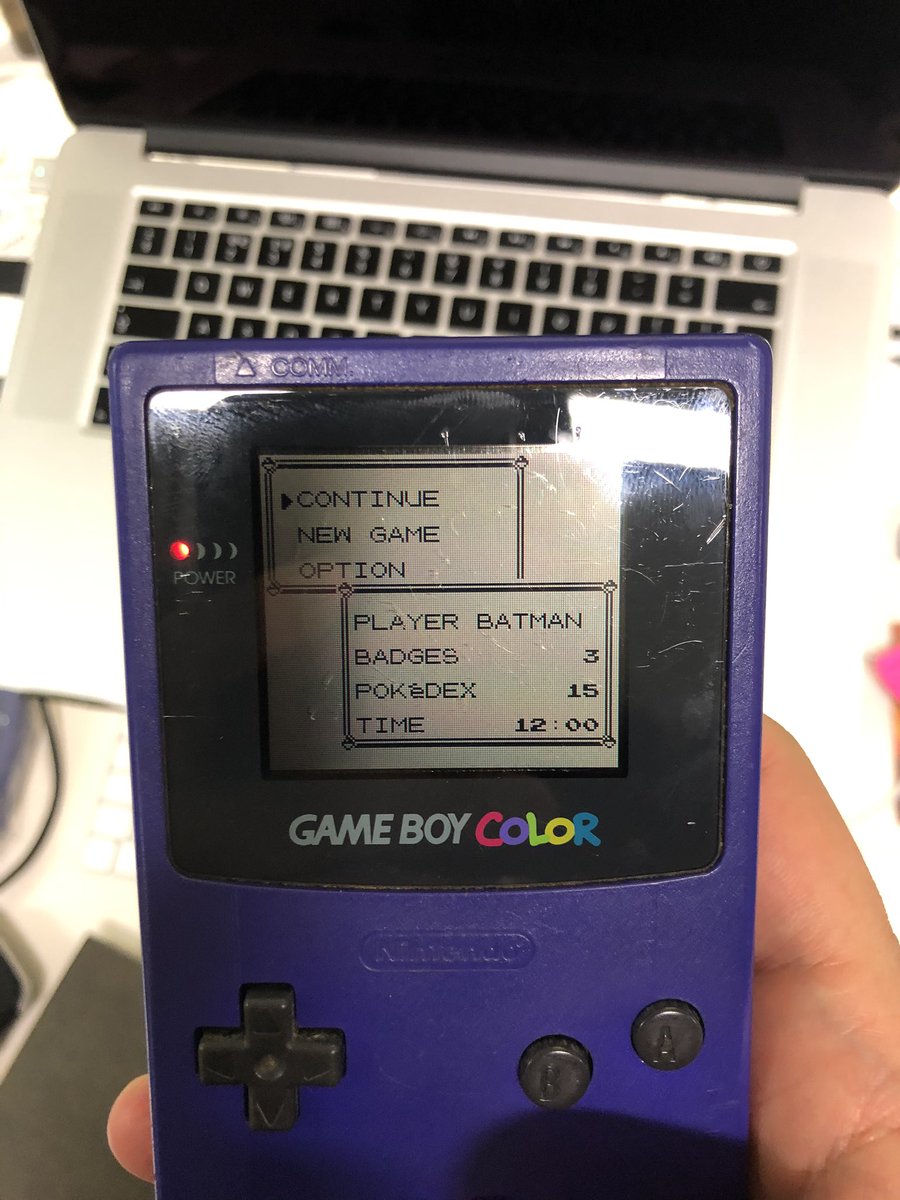 COMM.
CONTINUE
NEW GAME
OPTION
POWER
PLAYER BATMAN
BADGES 3
POKéDEX 15
TIME 12:00
GAME BOY COLOR
Nintendo®
A
B